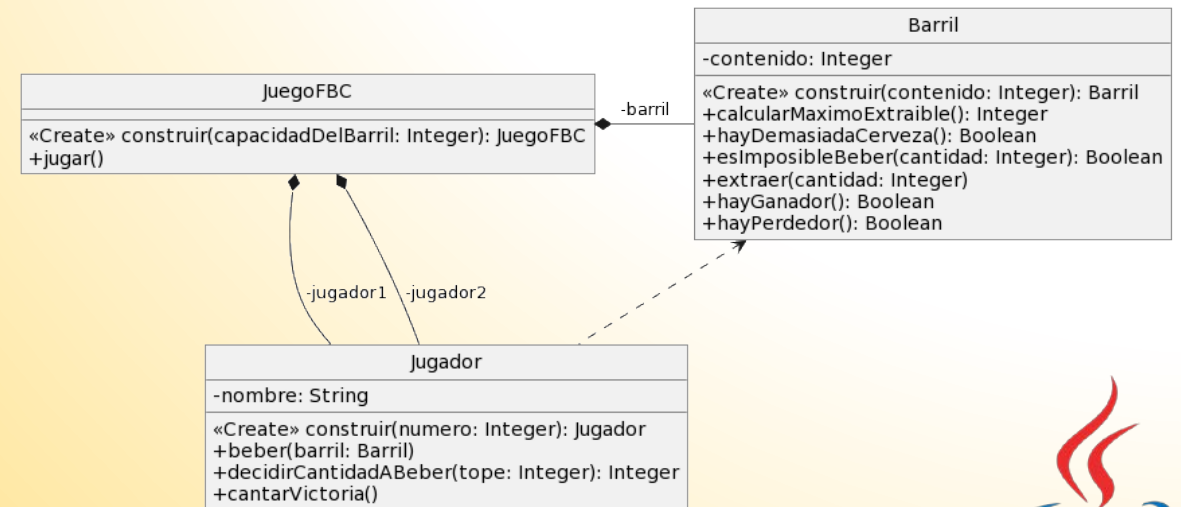 JuegoFBC
«Create» construir(capacidadDelBarril: Integer): JuegoFBC
+jugar()
-barril
Barril
-contenido: Integer
«Create» construir(contenido: Integer): Barril
+calcularMaximoExtraible(): Integer
+hayDemasiadaCerveza(): Boolean
+esImposibleBeber(cantidad: Integer): Boolean
+extraer(cantidad: Integer)
+hayGanador(): Boolean
+hayPerdedor(): Boolean
-jugador1
-jugador2
Jugador
-nombre: String
«Create» construir(numero: Integer): Jugador
+beber(barril: Barril)
+decidirCantidadABeber(tope: Integer): Integer
+cantarVictoria()